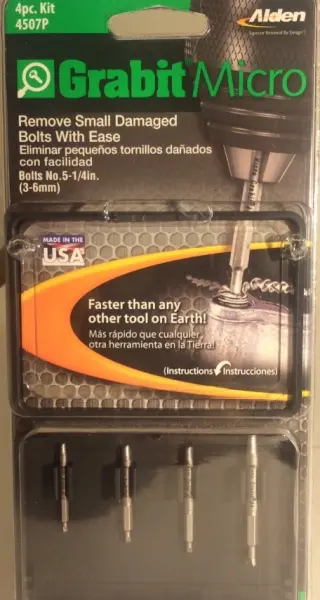 4pc. Kit
4507P
Alden
Grabit Micro
Remove Small Damaged
Bolts With Ease
Eliminar pequeños tornillos dañados
con facilidad
Bolts No.5-1/4in.
(3-6mm)
MADE IN THE
USA
Faster than any
other tool on Earth!
Más rápido que cualquier
otra herramienta en la Tierra!
(Instructions Instrucciones)